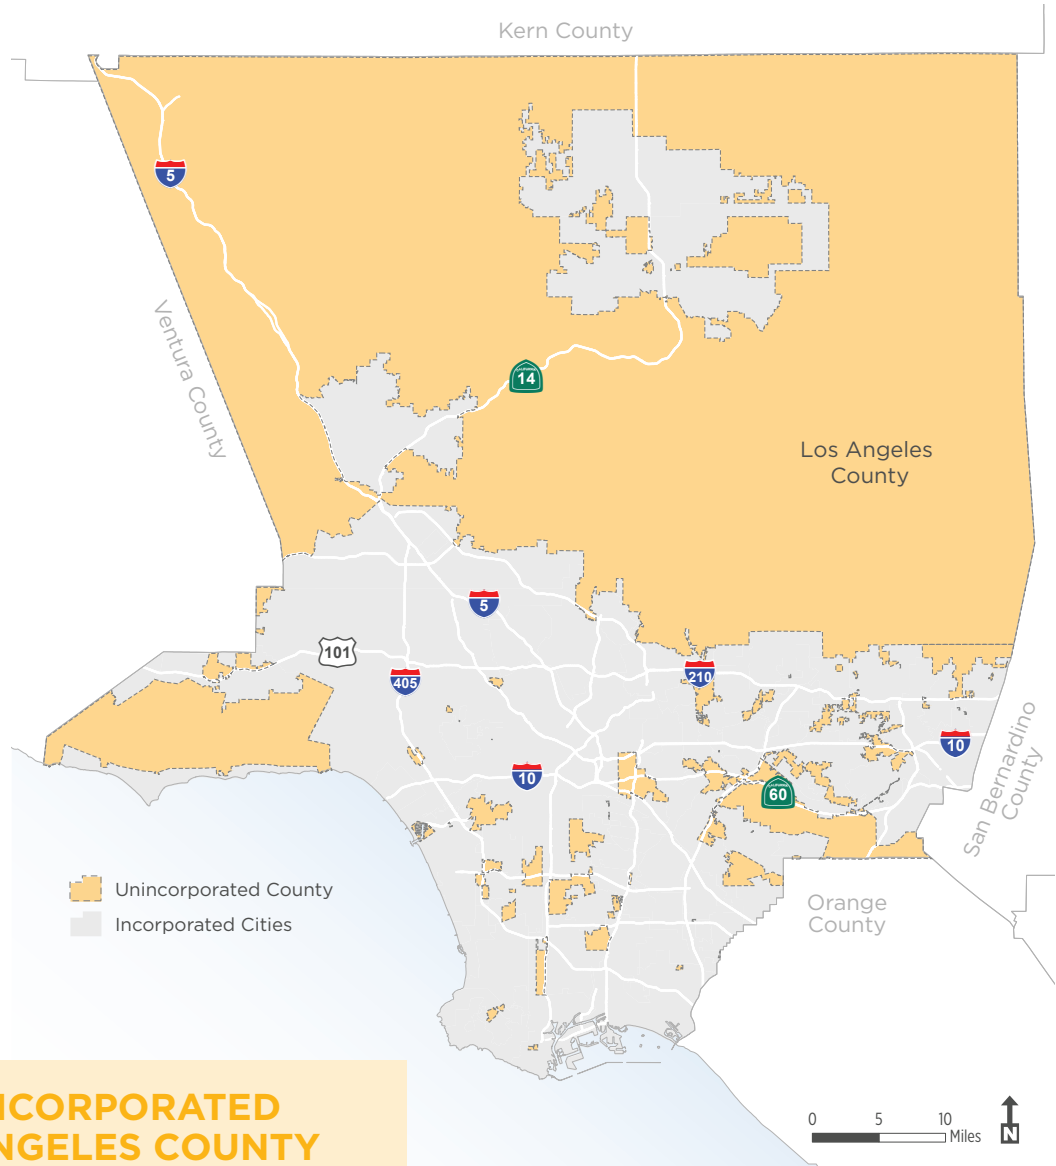 Kern County
5
Ventura County
14
Los Angeles
County
5
101
405
210
10
10
60
San Bernardino
County
Unincorporated County
Incorporated Cities
Orange
County
NCORPORATED
NGELES COUNTY
0 5 10
Miles
N